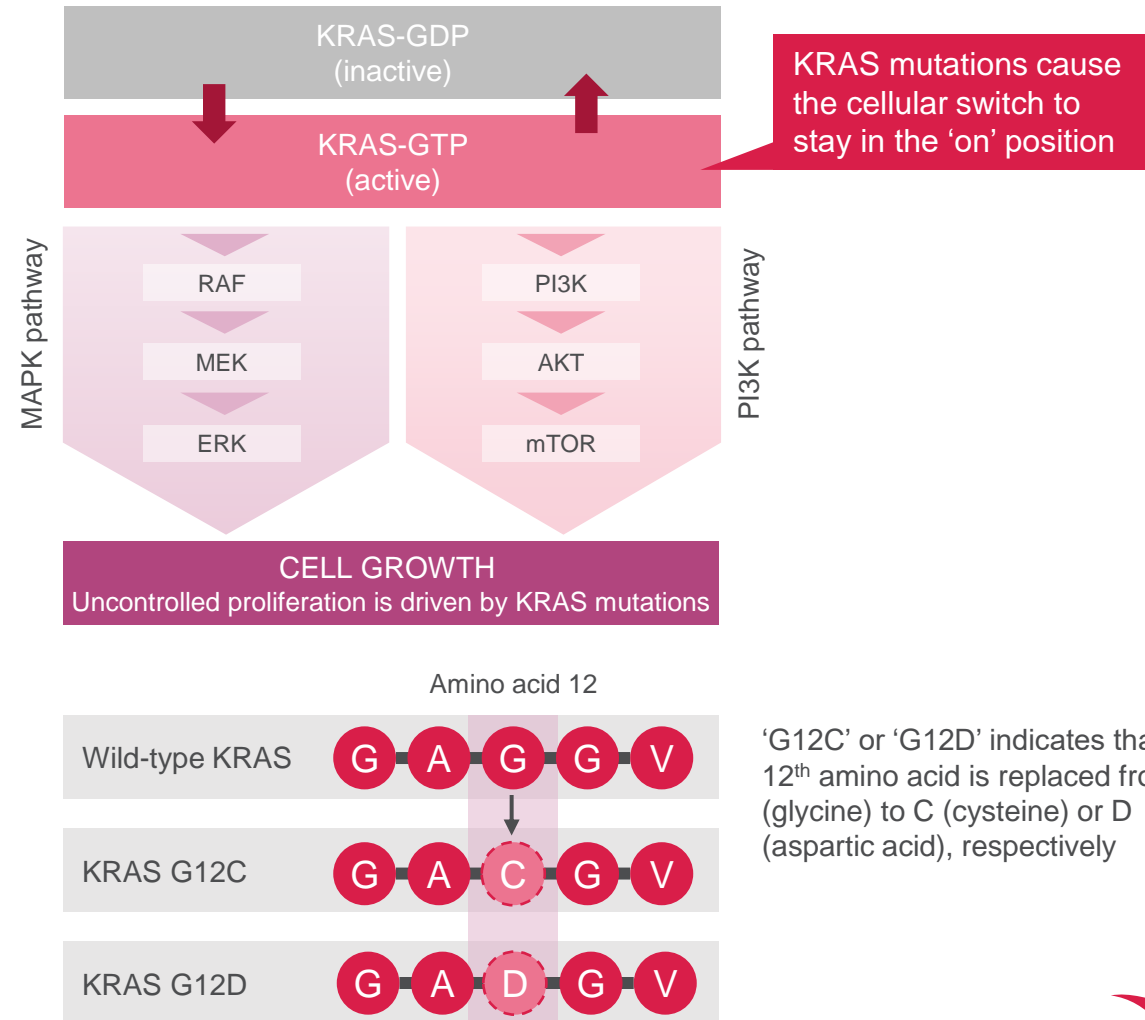 KRAS-GDP
(inactive)
KRAS mutations cause
the cellular switch to
stay in the ‘on’ position
KRAS-GTP
(active)
MAPK pathway
RAF
MEK
ERK
PI3K
AKT
mTOR
PI3K pathway
CELL GROWTH
Uncontrolled proliferation is driven by KRAS mutations
Amino acid 12
Wild-type KRAS
G A G G V
‘G12C’ or ‘G12D’ indicates
12th amino acid is replaced
(glycine) to C (cysteine) or D
(aspartic acid), respectively
KRAS G12C
G A C G V
KRAS G12D
G A D G V